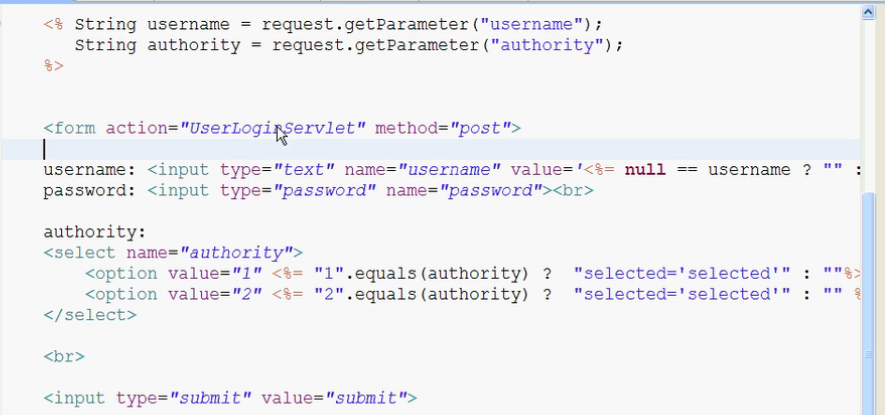 <% String username = request.getParameter("username");
String authority = request.getParameter("authority");
%>
<form action="UserLoginServlet" method="post">
username: <input type="text" name="username" value='<%= null == username ? "" :
password: <input type="password" name="password"><br>
authority:
<select name="authority">
<option value="1" <%= "1".equals(authority) ? "selected='selected'" : ""%>
<option value="2" <%= "2".equals(authority) ? "selected='selected'" : "" %
</select>
<br>
<input type="submit" value="submit">